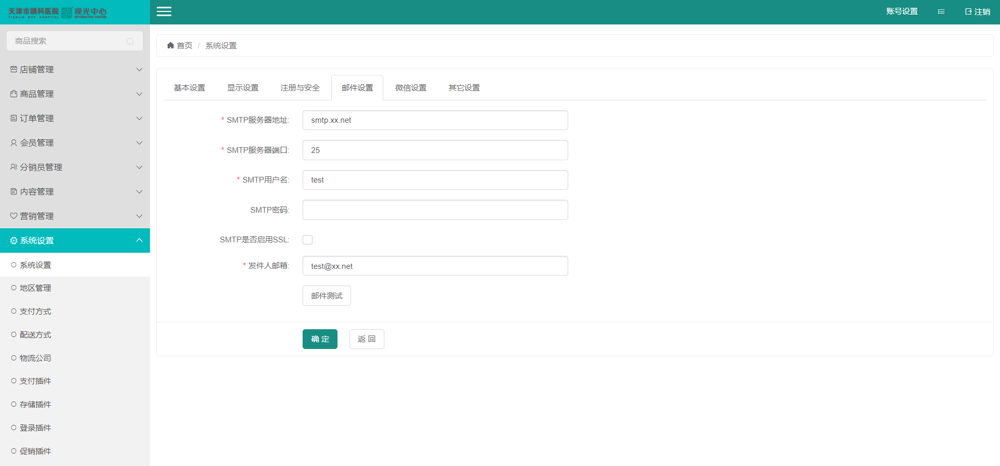 天津市眼科医院 视光中心
TIANJIN EYE HOSPITAL OPTOMETRIC CENTER
账号设置
注销
商品搜索
首页 / 系统设置
店铺管理
商品管理
订单管理
会员管理
分销员管理
内容管理
营销管理
系统设置
系统设置
地区管理
支付方式
配送方式
物流公司
支付插件
存储插件
登录插件
促销插件
基本设置 显示设置 注册与安全 邮件设置 微信设置 其它设置
* SMTP服务器地址: smtp.xx.net
* SMTP服务器端口: 25
* SMTP用户名: test
SMTP密码:
SMTP是否启用SSL:
* 发件人邮箱: test@xx.net
邮件测试
确 定 返 回